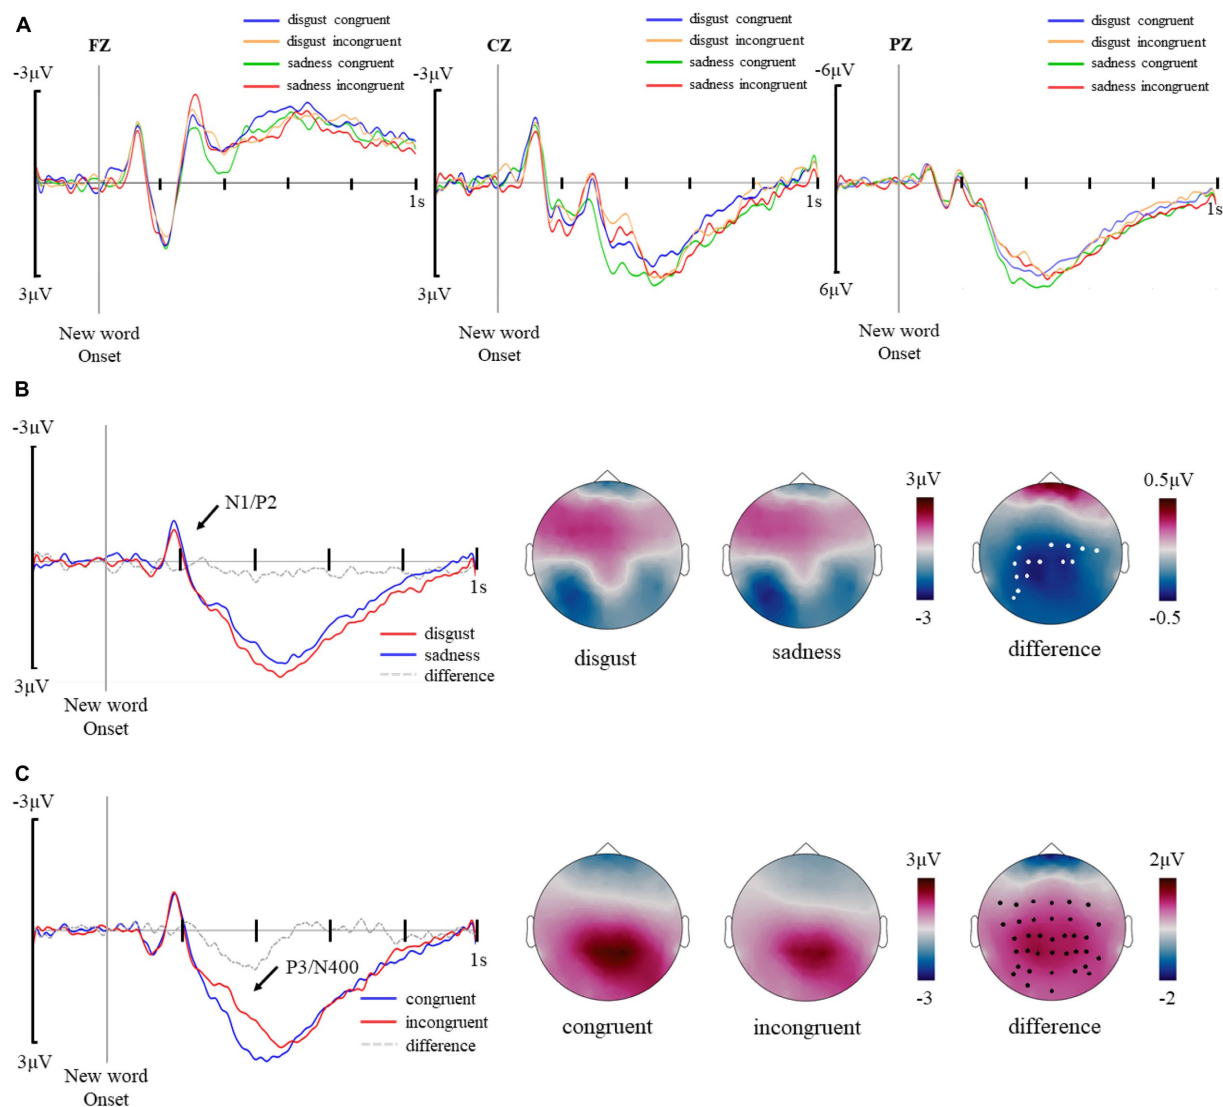 A
FZ
-3µV
3µV
disgust congruent
disgust incongruent
sadness congruent
sadness incongruent
1s
New word
Onset
CZ
-3µV
3µV
disgust congruent
disgust incongruent
sadness congruent
sadness incongruent
1s
New word
Onset
PZ
-6µV
6µV
disgust congruent
disgust incongruent
sadness congruent
sadness incongruent
1s
New word
Onset
B
-3µV
N1/P2
1s
disgust
sadness
difference
3µV
New word
Onset
disgust
sadness
3µV
-3
difference
0.5µV
-0.5
C
-3µV
1s
P3/N400
congruent
incongruent
difference
3µV
New word
Onset
congruent
incongruent
3µV
-3
difference
2µV
-2